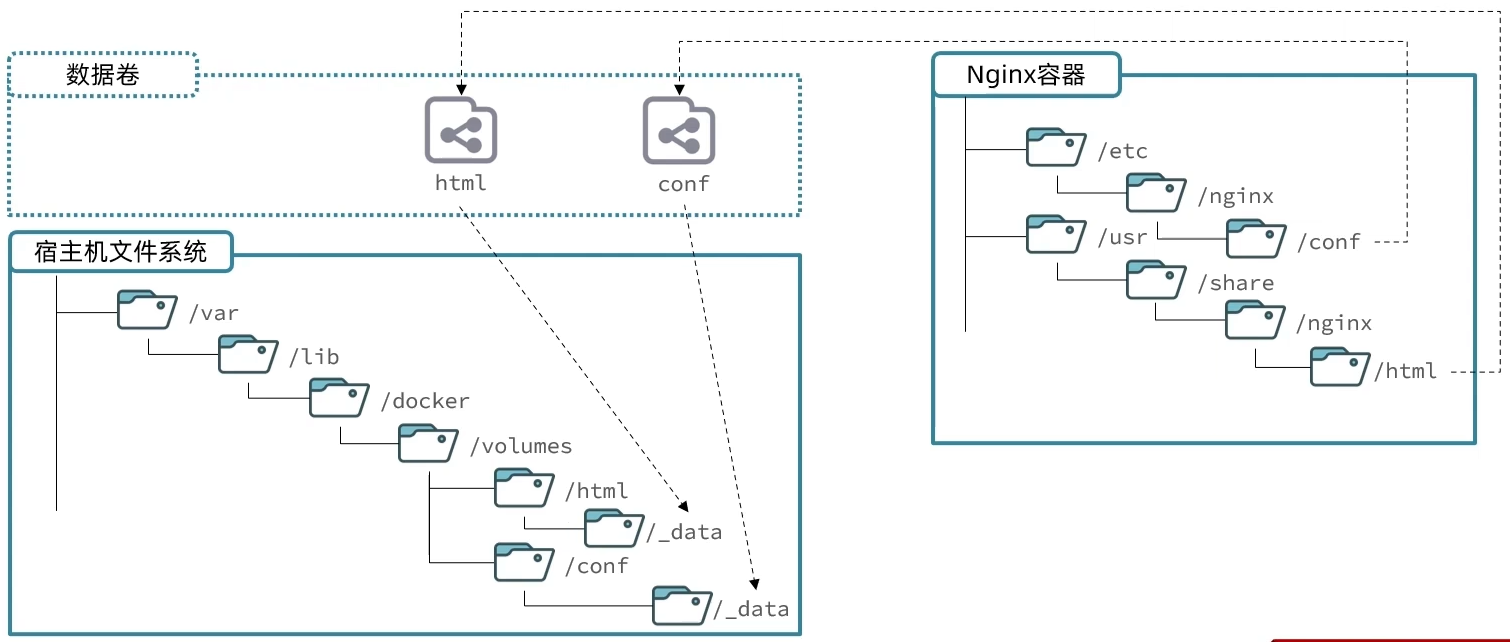 数据卷
html
conf
宿主机文件系统
/var
/lib
/docker
/volumes
/html
/_data
/conf
/_data
Nginx容器
/etc
/nginx
/conf
/usr
/share
/nginx
/html